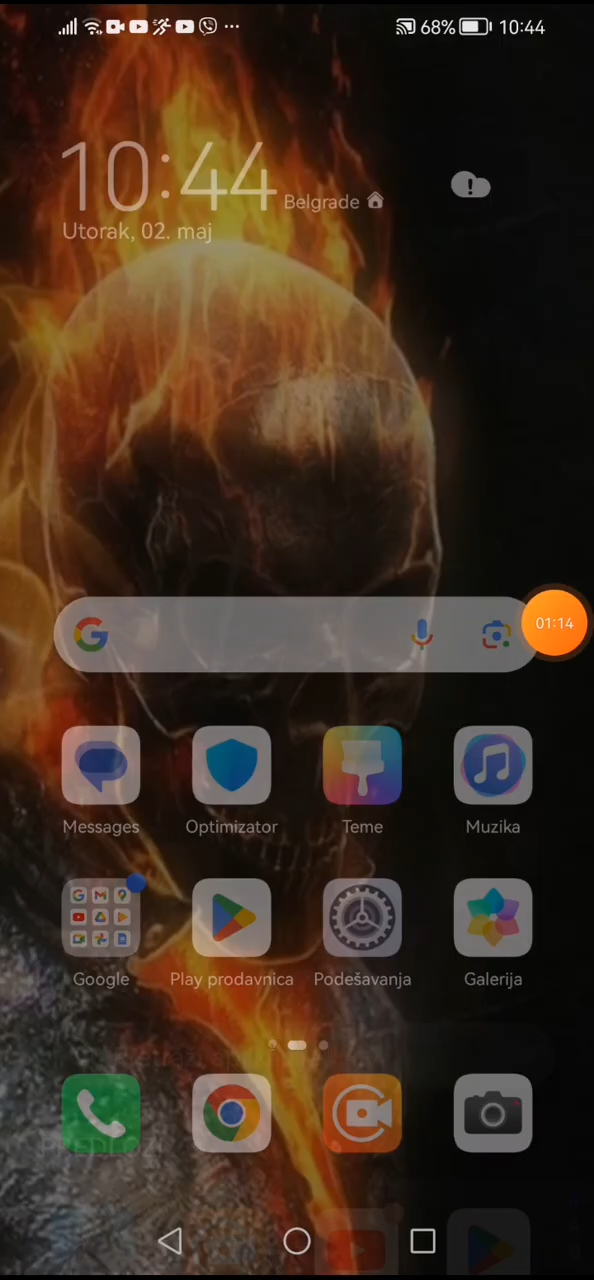 68% 10:44
10:44
Belgrade
Utorak, 02. maj
01:14
Messages Optimizator Teme Muzika
Google Play prodavnica Podešavanja Galerija